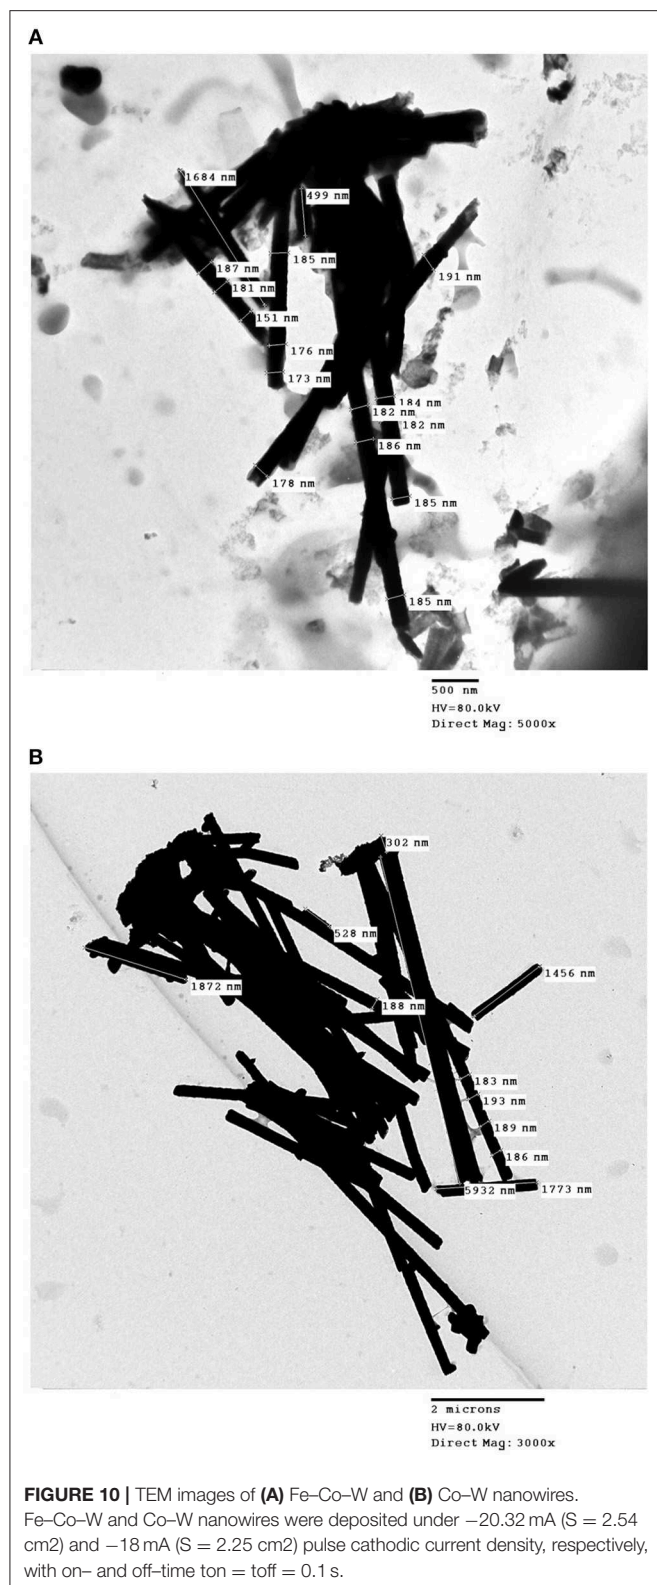 A
1684 nm
499 nm
185 nm
187 nm
191 nm
181 nm
151 nm
176 nm
173 nm
184 nm
182 nm
182 nm
186 nm
178 nm
185 nm
185 nm
500 nm
HV=80.0kV
Direct Mag: 5000x
B
302 nm
528 nm
1456 nm
1872 nm
188 nm
183 nm
193 nm
189 nm
186 nm
5932 nm
1773 nm
2 microns
HV=80.0kV
Direct Mag: 3000x
FIGURE 10 | TEM images of (A) Fe–Co–W and (B) Co–W nanowires.
Fe–Co–W and Co–W nanowires were deposited under −20.32 mA (S = 2.54
cm2) and −18 mA (S = 2.25 cm2) pulse cathodic current density, respectively,
with on– and off–time ton = toff = 0.1 s.